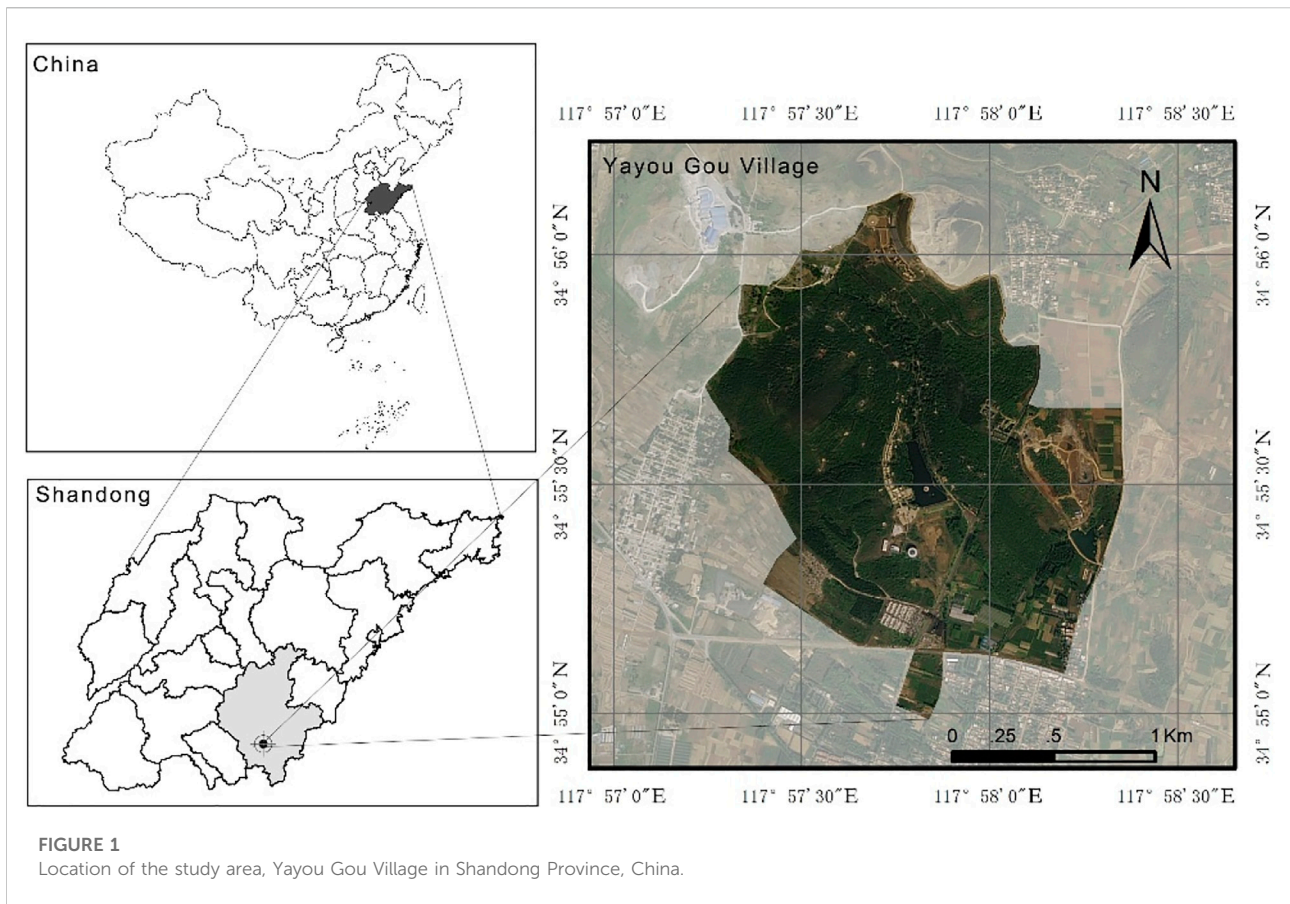 China
Shandong
117° 57′ 0″E 117° 57′ 30″E 117° 58′ 0″E 117° 58′ 30″E
Yayou Gou Village
N
34° 56′ 0″N
34° 55′ 30″N
34° 55′ 0″N
34° 56′ 0″N
34° 55′ 30″N
34° 55′ 0″N
0 .25 .5 1 Km
117° 57′ 0″E 117° 57′ 30″E 117° 58′ 0″E 117° 58′ 30″E
FIGURE 1
Location of the study area, Yayou Gou Village in Shandong Province, China.